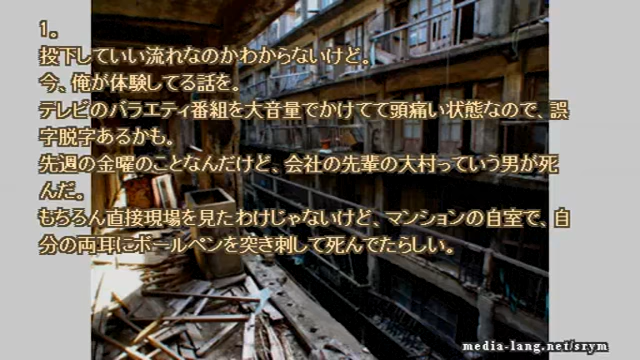 1。
投下していい流れなのかわからないけど。
今、俺が体験してる話を。
テレビのバラエティ番組を大音量でかけてて頭痛い状態なので、誤
字脱字あるかも。
先週の金曜のことなんだけど、会社の先輩の大村っていう男が死
んだ。
もちろん直接現場を見たわけじゃないけど、マンションの自室で、自
分の両耳にボールペンを突き刺して死んでたらしい。
media-lang.net/srym